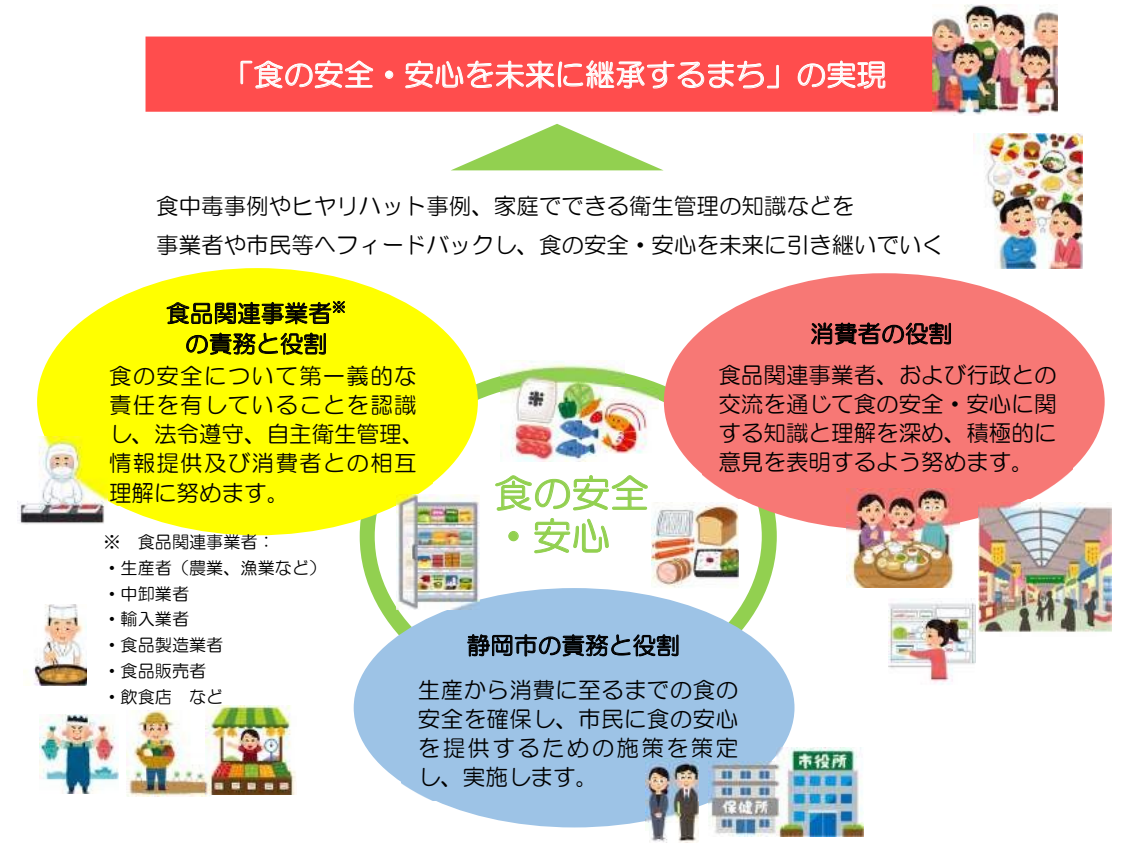 「食の安全・安心を未来に継承するまち」の実現
食中毒事例やヒヤリハット事例、家庭でできる衛生管理の知識などを
事業者や市民等へフィードバックし、食の安全・安心を未来に引き継いでいく
食品関連事業者※
の責務と役割
食の安全について第一義的な
責任を有していることを認識
し、法令遵守、自主衛生管理、
情報提供及び消費者との相互
理解に努めます。
消費者の役割
食品関連事業者、および行政との
交流を通じて食の安全・安心に関
する知識と理解を深め、積極的に
意見を表明するよう努めます。
米
食の安全
・安心
※　食品関連事業者：
・生産者（農業、漁業など）
・中卸業者
・輸入業者
・食品製造業者
・食品販売者
・飲食店　など
静岡市の責務と役割
生産から消費に至るまでの食の
安全を確保し、市民に食の安心
を提供するための施策を策定
し、実施します。
保健所
市役所